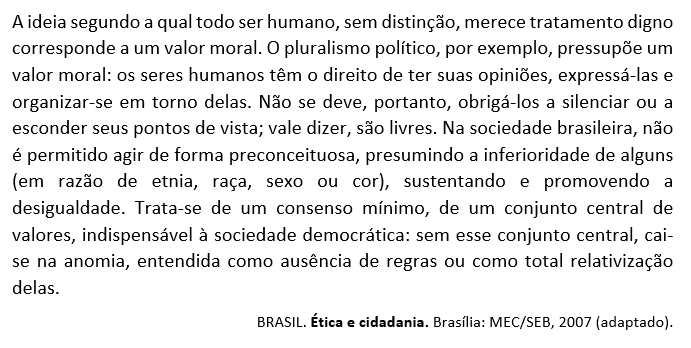 A ideia segundo a qual todo ser humano, sem distinção, merece tratamento digno
corresponde a um valor moral. O pluralismo político, por exemplo, pressupõe um
valor moral: os seres humanos têm o direito de ter suas opiniões, expressá-las e
organizar-se em torno delas. Não se deve, portanto, obrigá-los a silenciar ou a
esconder seus pontos de vista; vale dizer, são livres. Na sociedade brasileira, não
é permitido agir de forma preconceituosa, presumindo a inferioridade de alguns
(em razão de etnia, raça, sexo ou cor), sustentando e promovendo a
desigualdade. Trata-se de um consenso mínimo, de um conjunto central de
valores, indispensável à sociedade democrática: sem esse conjunto central, cai-
se na anomia, entendida como ausência de regras ou como total relativização
delas.
BRASIL. Ética e cidadania. Brasília: MEC/SEB, 2007 (adaptado).